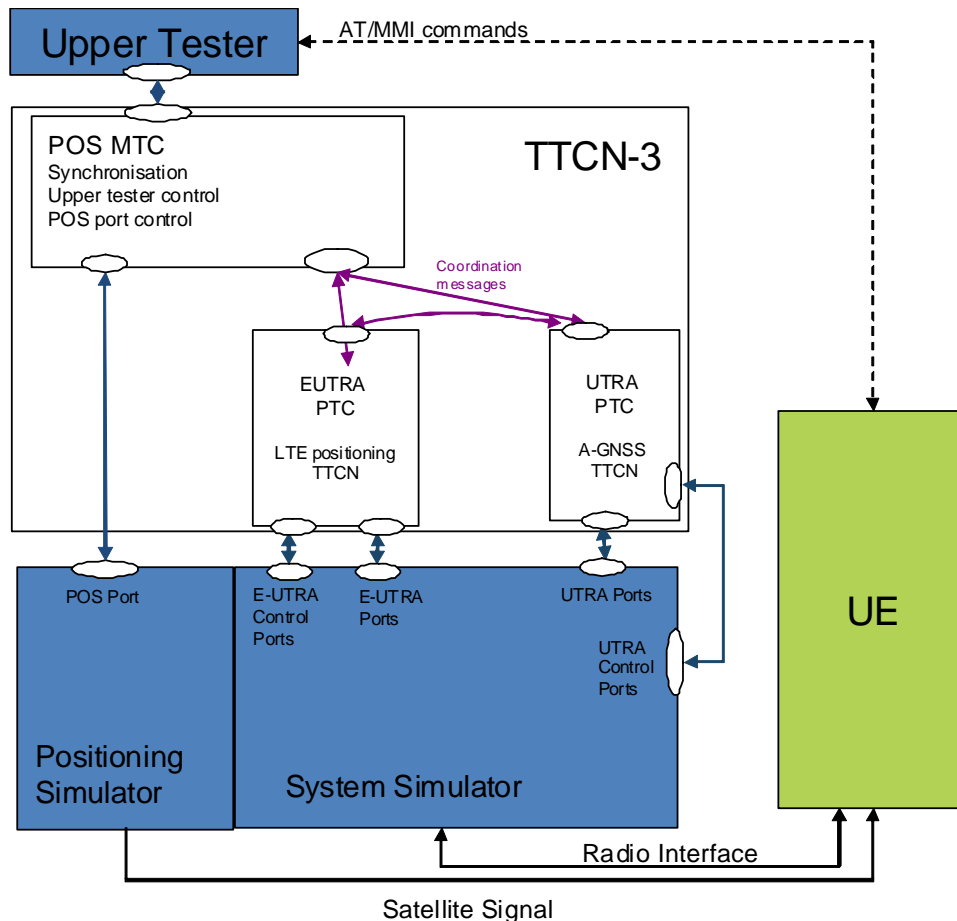 AT/MMI commands
Upper Tester
TTCN-3
POS MTC
Synchronisation
Upper tester control
POS port control
Coordination
messages
EUTRA
PTC
LTE positioning
TTCN
UTRA
PTC
A-GNSS
TTCN
POS Port
E-UTRA
Control
Ports
E-UTRA
Ports
UTRA Ports
UTRA
Control
Ports
UE
Positioning
Simulator
System Simulator
Radio Interface
Satellite Signal